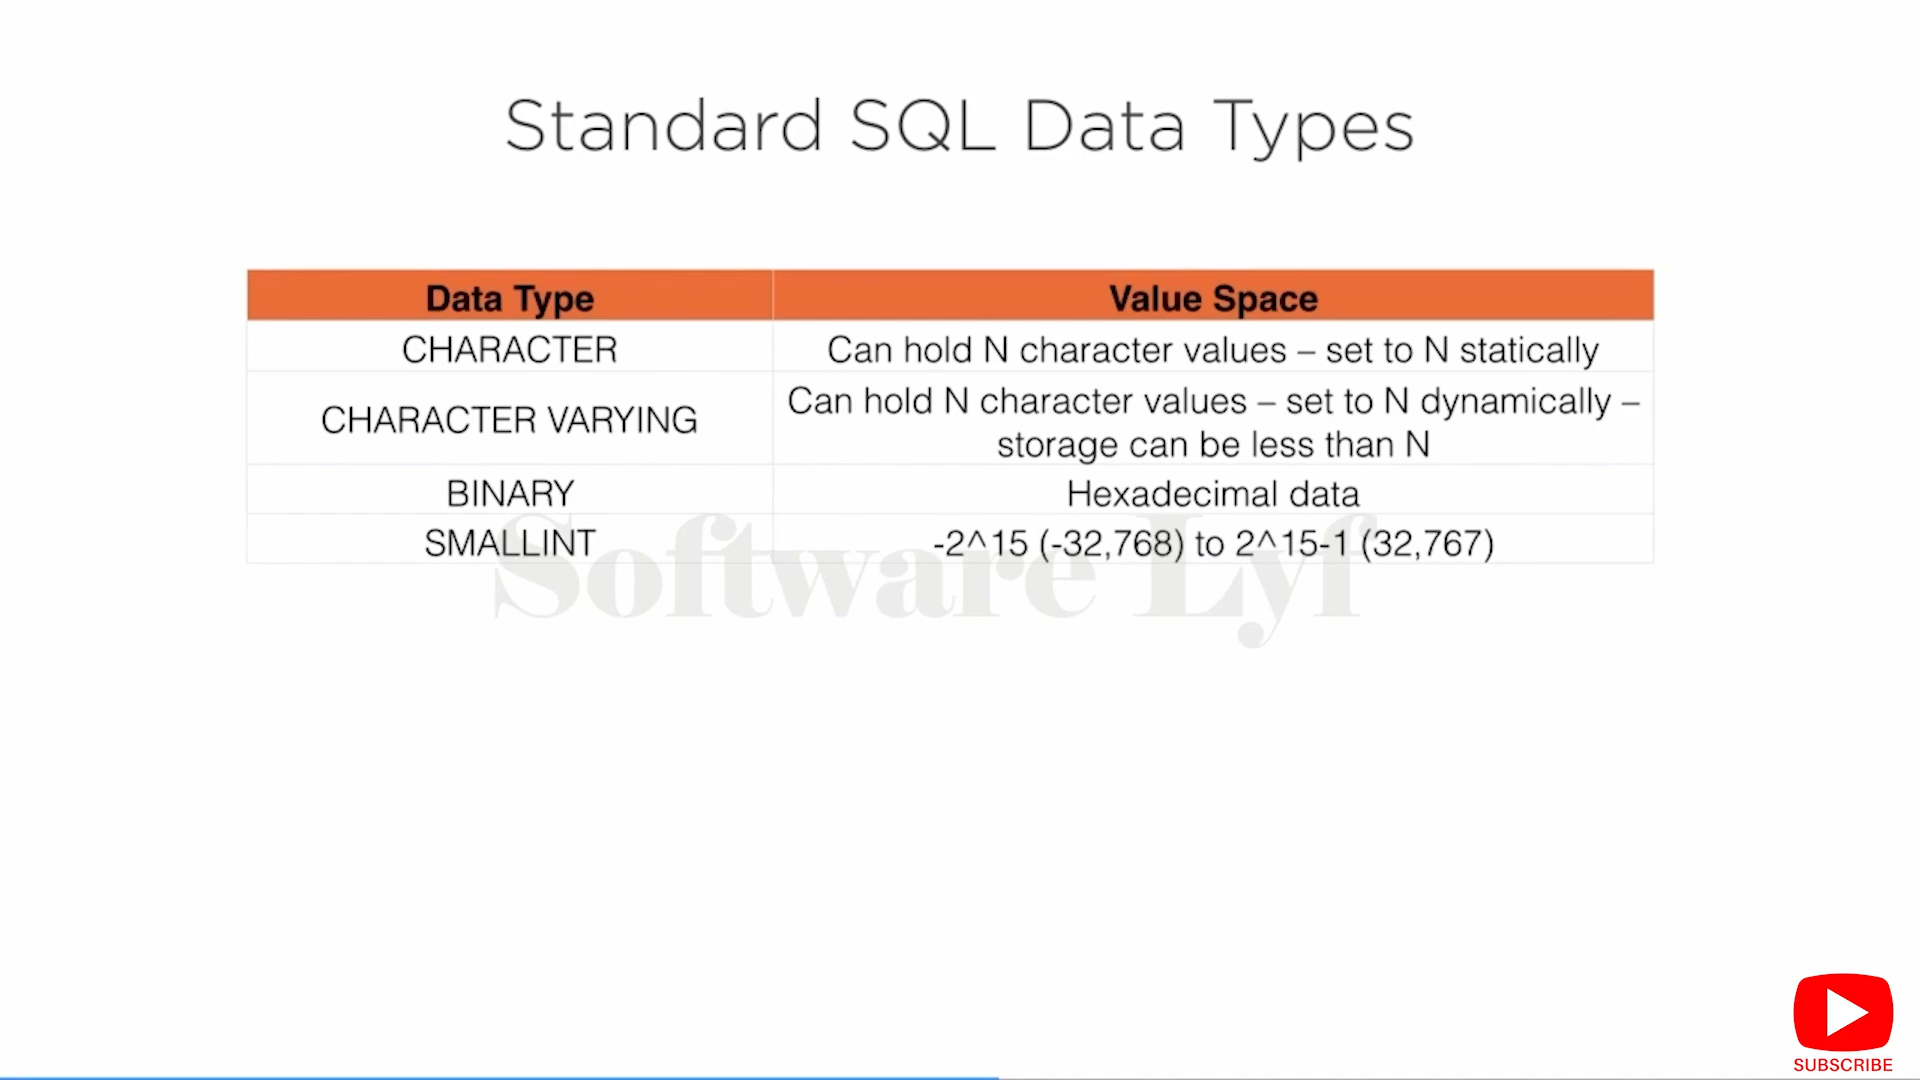 Standard SQL Data Types
Data Type Value Space
CHARACTER Can hold N character values – set to N statically
CHARACTER VARYING Can hold N character values – set to N dynamically –
storage can be less than N
BINARY Hexadecimal data
SMALLINT -2^15 (-32,768) to 2^15-1 (32,767)
Software Lyf
SUBSCRIBE